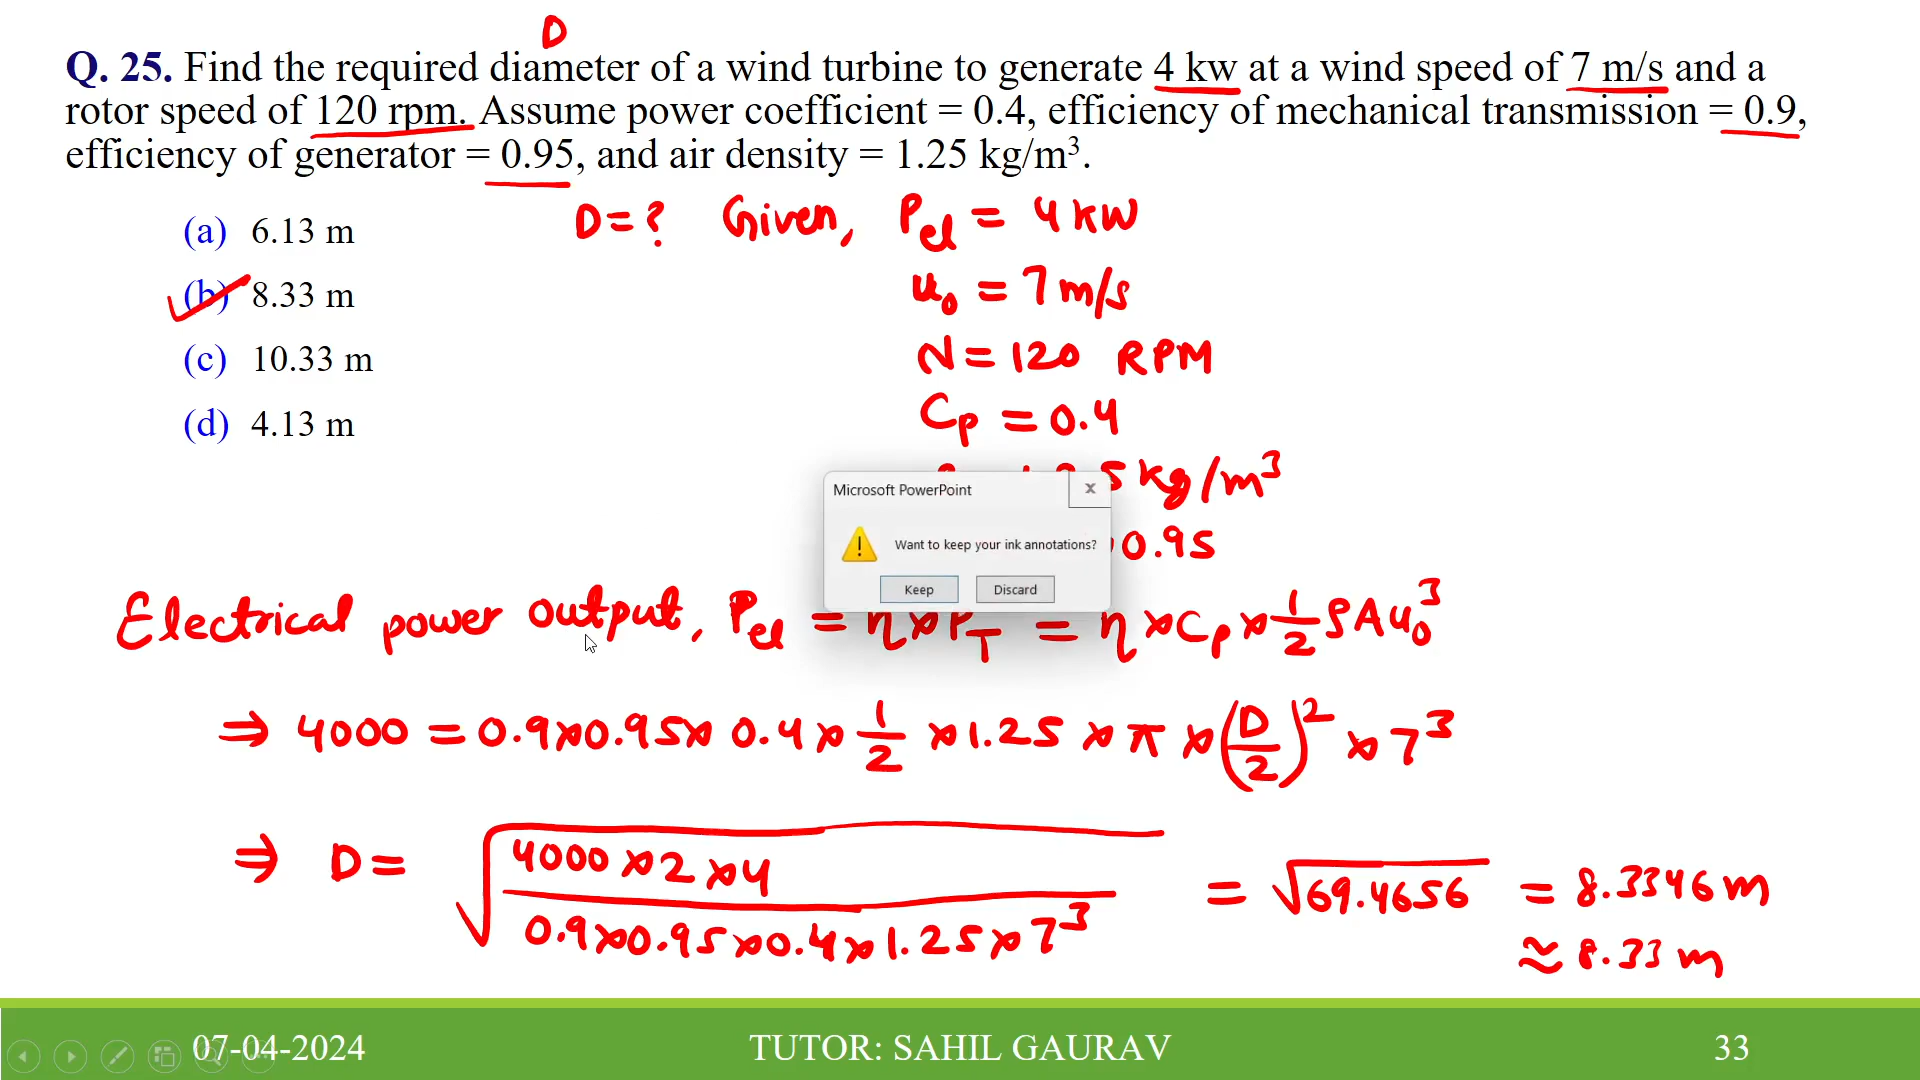 D
Q. 25. Find the required diameter of a wind turbine to generate 4 kw at a wind speed of 7 m/s and a
rotor speed of 120 rpm. Assume power coefficient = 0.4, efficiency of mechanical transmission = 0.9,
efficiency of generator = 0.95, and air density = 1.25 kg/m³.
(a) 6.13 m
(b) 8.33 m
(c) 10.33 m
(d) 4.13 m
D = ? Given, Pel = 4 kW
u₀ = 7 m/s
N = 120 RPM
Cp = 0.4
5 kg/m³
0.95
Microsoft PowerPoint x
Want to keep your ink annotations?
Keep Discard
Electrical power output, Pel = η × PT = η × Cp × 1/2 ρ A u₀³
⇒ 4000 = 0.9 × 0.95 × 0.4 × 1/2 × 1.25 × π × (D/2)² × 7³
⇒ D = √(4000 × 2 × 4 / 0.9 × 0.95 × 0.4 × 1.25 × 7³) = √69.4656 = 8.3346 m
≈ 8.33 m
07-04-2024 TUTOR: SAHIL GAURAV 33